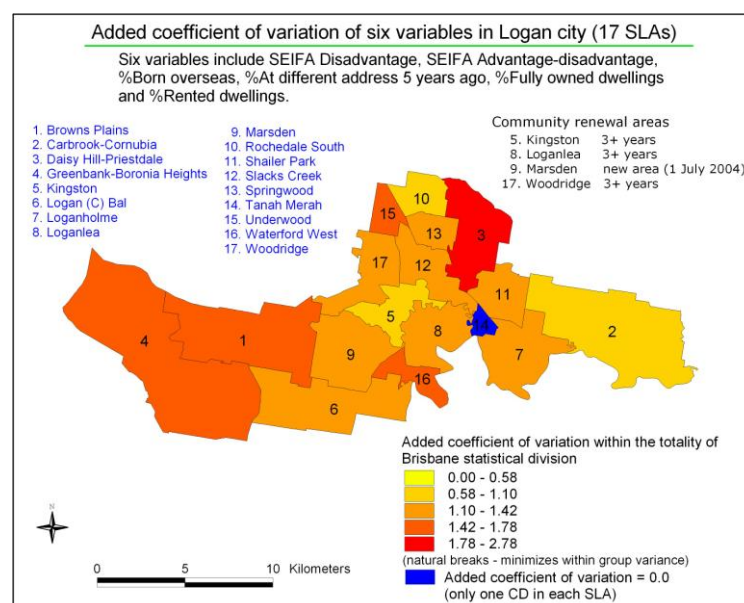 Added coefficient of variation of six variables in Logan city (17 SLAs)
Six variables include SEIFA Disadvantage, SEIFA Advantage-disadvantage,
%Born overseas, %At different address 5 years ago, %Fully owned dwellings
and %Rented dwellings.
1. Browns Plains
2. Carbrook-Cornubia
3. Daisy Hill-Priestdale
4. Greenbank-Boronia Heights
5. Kingston
6. Logan (C) Bal
7. Loganholme
8. Loganlea
9. Marsden
10. Rochedale South
11. Shailer Park
12. Slacks Creek
13. Springwood
14. Tanah Merah
15. Underwood
16. Waterford West
17. Woodridge
Community renewal areas
5. Kingston 3+ years
8. Loganlea 3+ years
9. Marsden new area (1 July 2004)
17. Woodridge 3+ years
10
15
13
3
17
12
11
2
5
14
4
1
8
9
7
16
6
Added coefficient of variation within the totality of
Brisbane statistical division
0.00 - 0.58
0.58 - 1.10
1.10 - 1.42
1.42 - 1.78
1.78 - 2.78
(natural breaks - minimizes within group variance)
Added coefficient of variation = 0.0
(only one CD in each SLA)
N
0 5 10 Kilometers